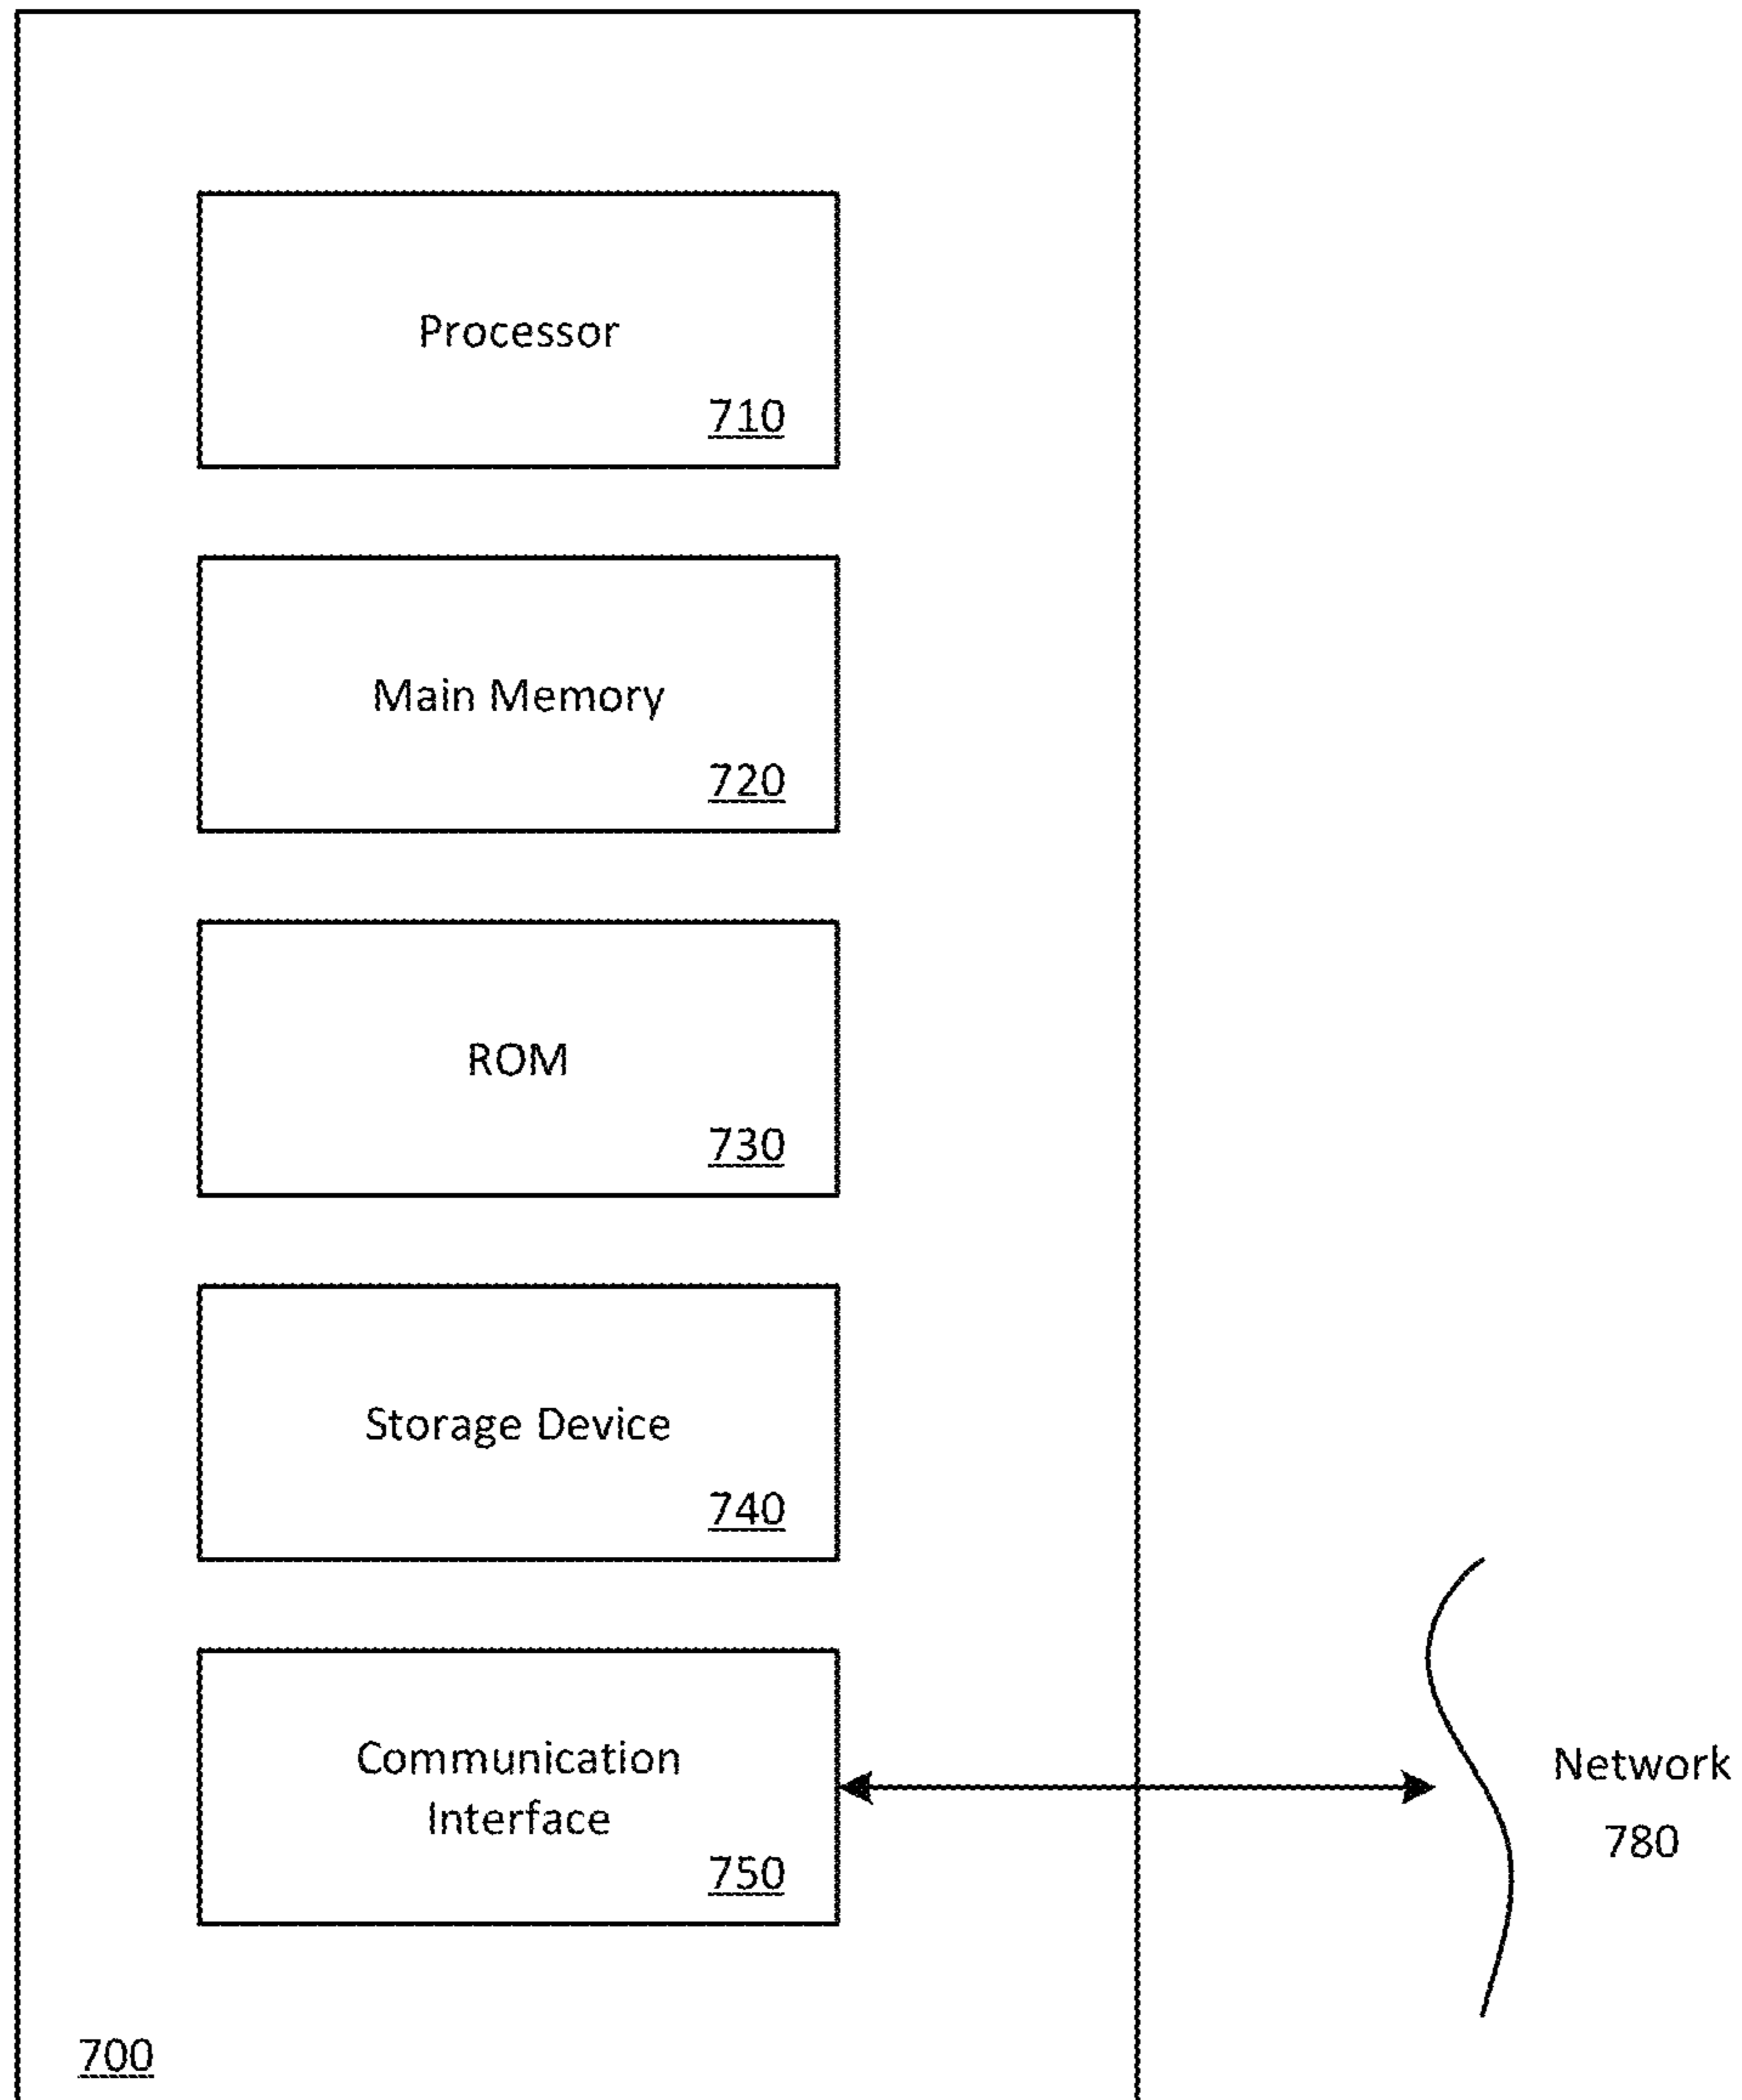 Processor
710
Main Memory
720
ROM
730
Storage Device
740
Communication
Interface
750
Network
780
700